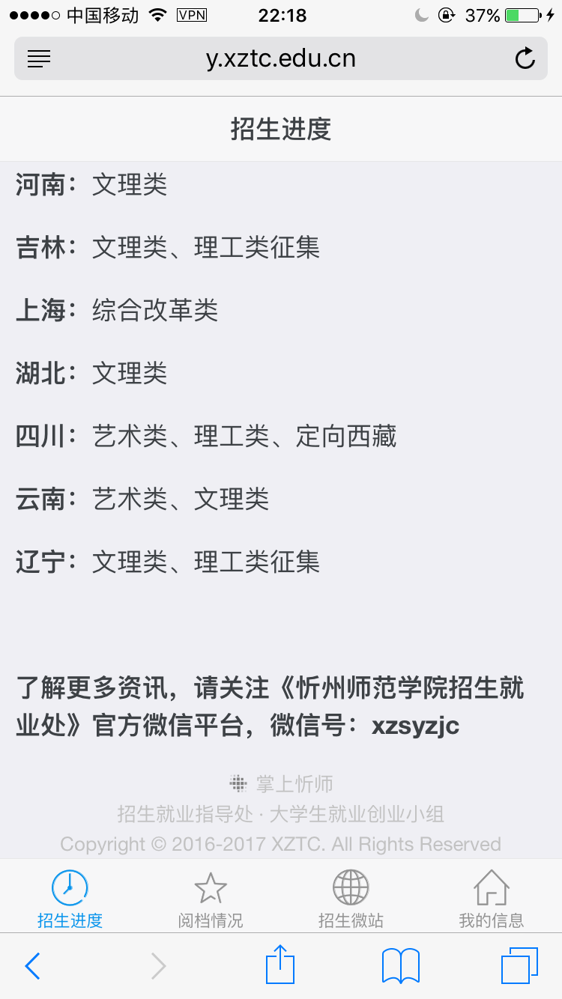 中国移动 VPN 22:18 37%
y.xztc.edu.cn
招生进度
河南：文理类
吉林：文理类、理工类征集
上海：综合改革类
湖北：文理类
四川：艺术类、理工类、定向西藏
云南：艺术类、文理类
辽宁：文理类、理工类征集
了解更多资讯，请关注《忻州师范学院招生就
业处》官方微信平台，微信号：xzsyzjc
掌上忻师
招生就业指导处 · 大学生就业创业小组
Copyright © 2016-2017 XZTC. All Rights Reserved
招生进度 阅档情况 招生微站 我的信息